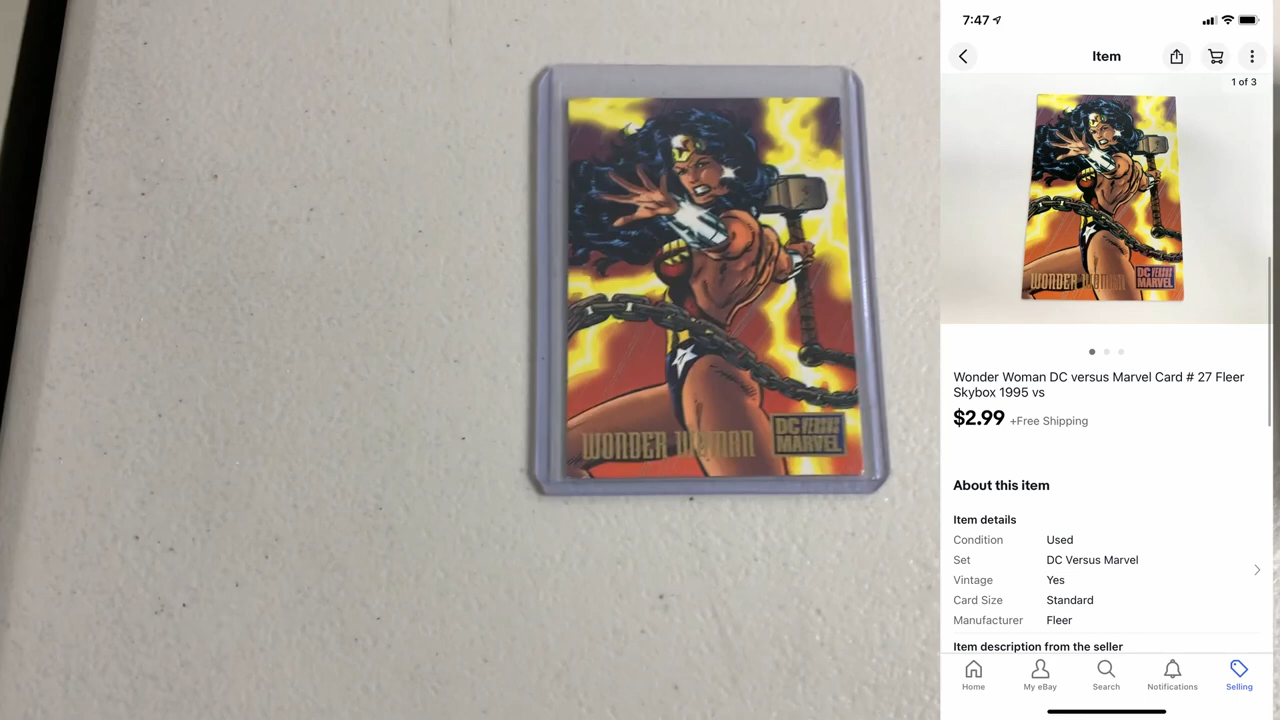 WONDER WOMAN
DC VERSUS
MARVEL
7:47
Item
1 of 3
WONDER WOMAN
DC VERSUS
MARVEL
Wonder Woman DC versus Marvel Card # 27 Fleer
Skybox 1995 vs
$2.99 +Free Shipping
About this item
Item details
Condition Used
Set DC Versus Marvel
Vintage Yes
Card Size Standard
Manufacturer Fleer
Item description from the seller
Home My eBay Search Notifications Selling